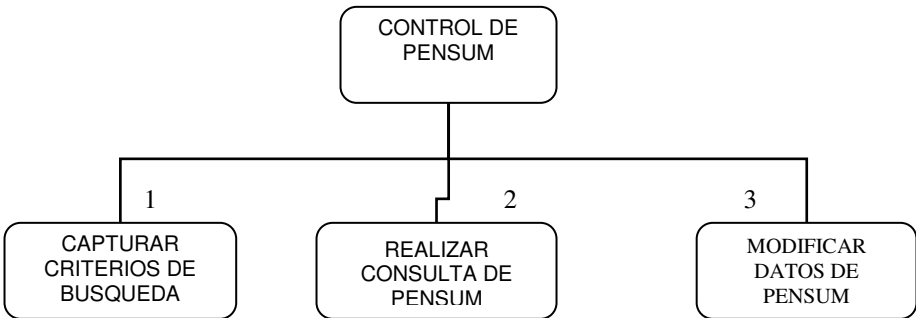 CONTROL DE
PENSUM
1
2
3
CAPTURAR
CRITERIOS DE
BUSQUEDA
REALIZAR
CONSULTA DE
PENSUM
MODIFICAR
DATOS DE
PENSUM